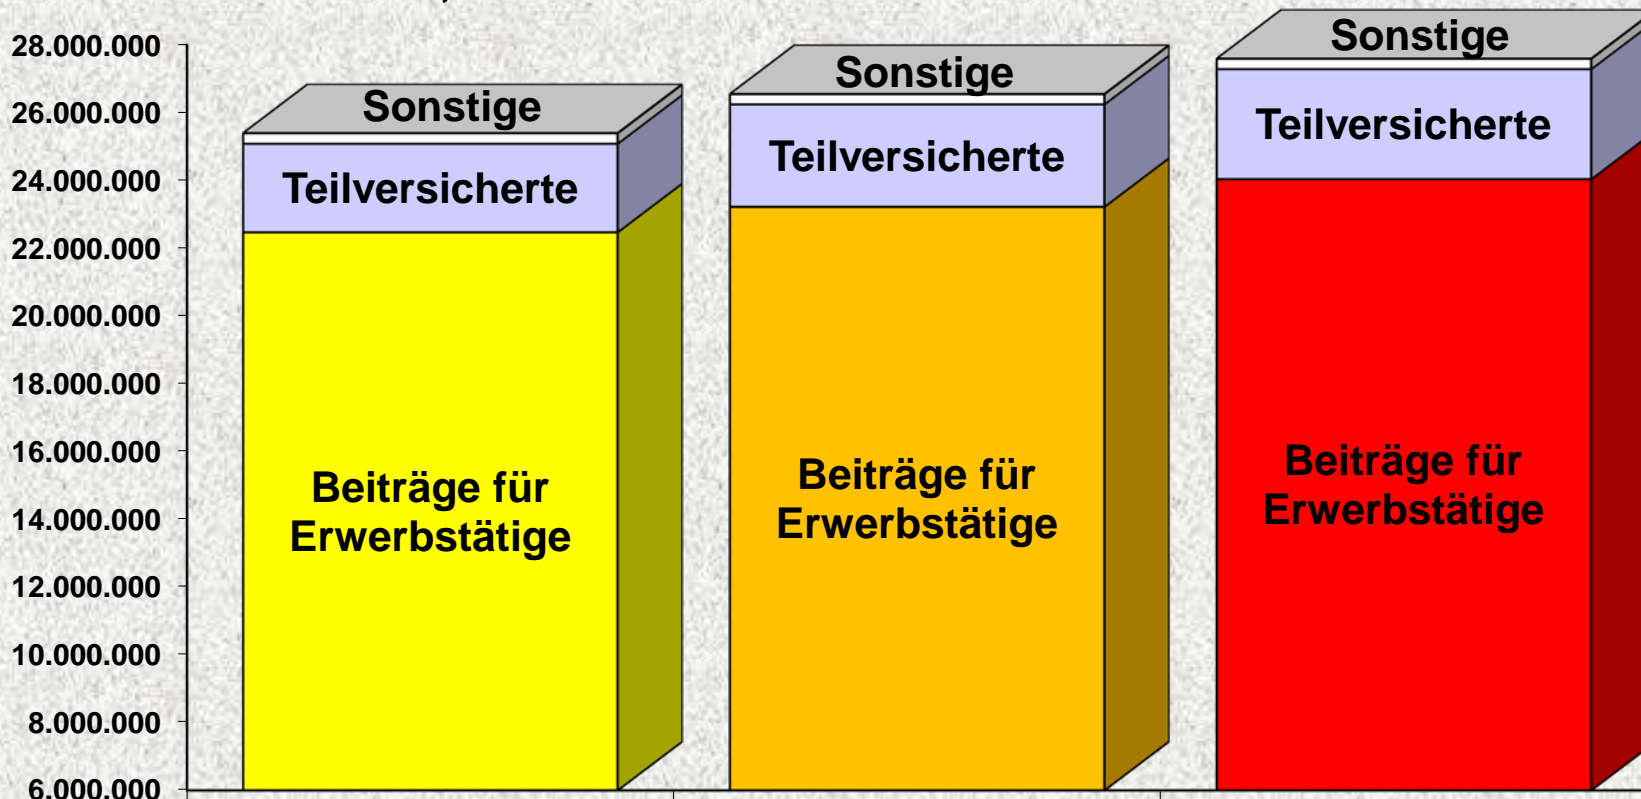 28.000.000
26.000.000
24.000.000
22.000.000
20.000.000
18.000.000
16.000.000
14.000.000
12.000.000
10.000.000
8.000.000
6.000.000
Sonstige
Teilversicherte
Beiträge für
Erwerbstätige
Sonstige
Teilversicherte
Beiträge für
Erwerbstätige
Sonstige
Teilversicherte
Beiträge für
Erwerbstätige